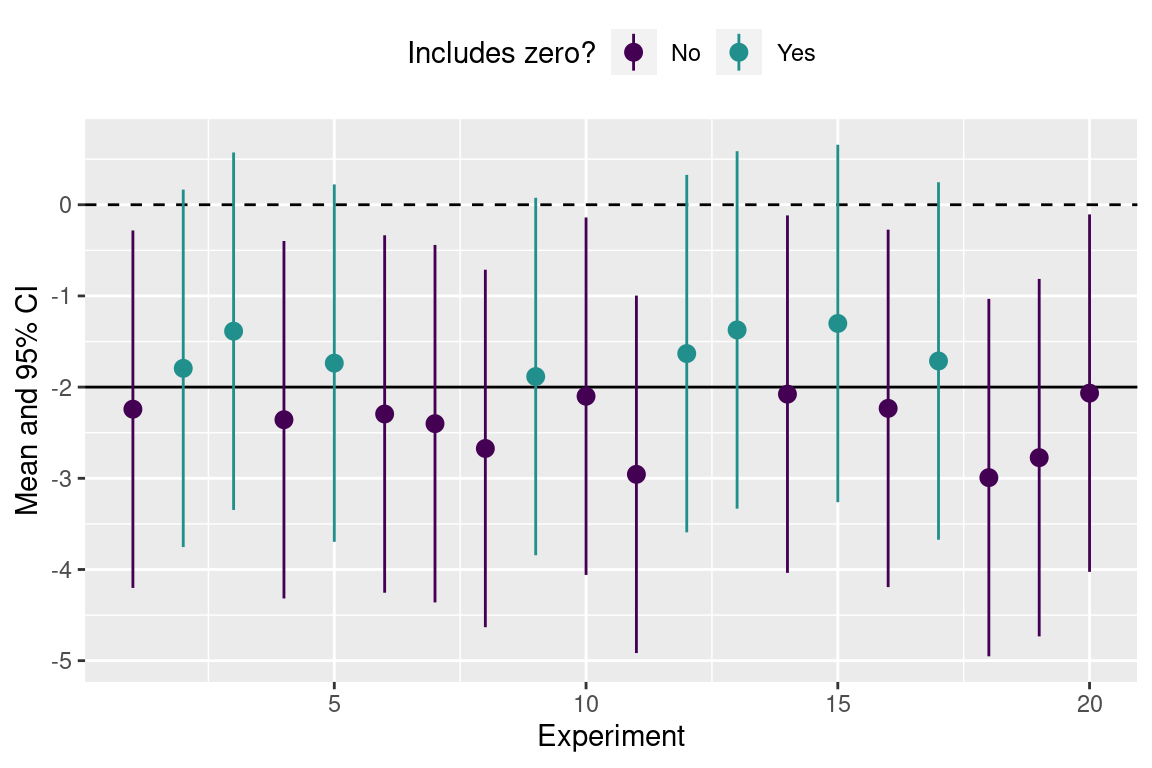 Includes zero? No Yes
0
-1
-2
-3
-4
-5
Mean and 95% CI
5 10 15 20
Experiment